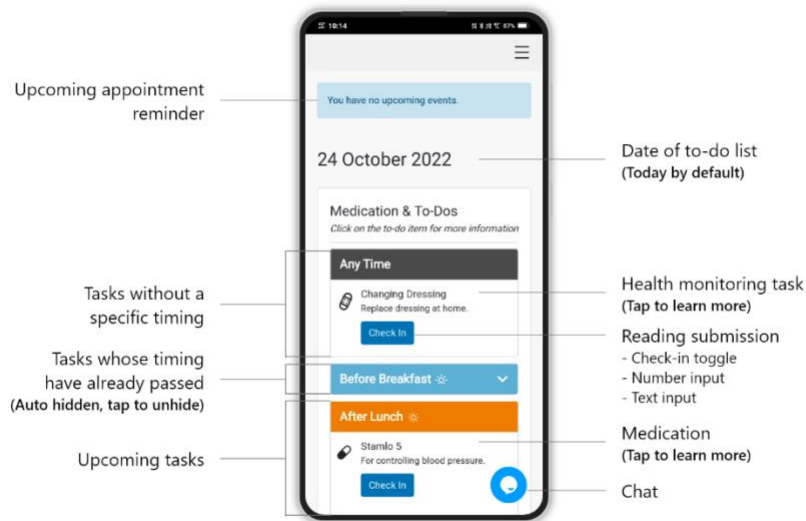 10:14
87%
You have no upcoming events.
24 October 2022
Medication & To-Dos
Click on the to-do item for more information
Any Time
Changing Dressing
Replace dressing at home.
Check In
Before Breakfast
After Lunch
Stamlo 5
For controlling blood pressure.
Check In
Upcoming appointment
reminder
Tasks without a
specific timing
Tasks whose timing
have already passed
(Auto hidden, tap to unhide)
Upcoming tasks
Date of to-do list
(Today by default)
Health monitoring task
(Tap to learn more)
Reading submission
- Check-in toggle
- Number input
- Text input
Medication
(Tap to learn more)
Chat